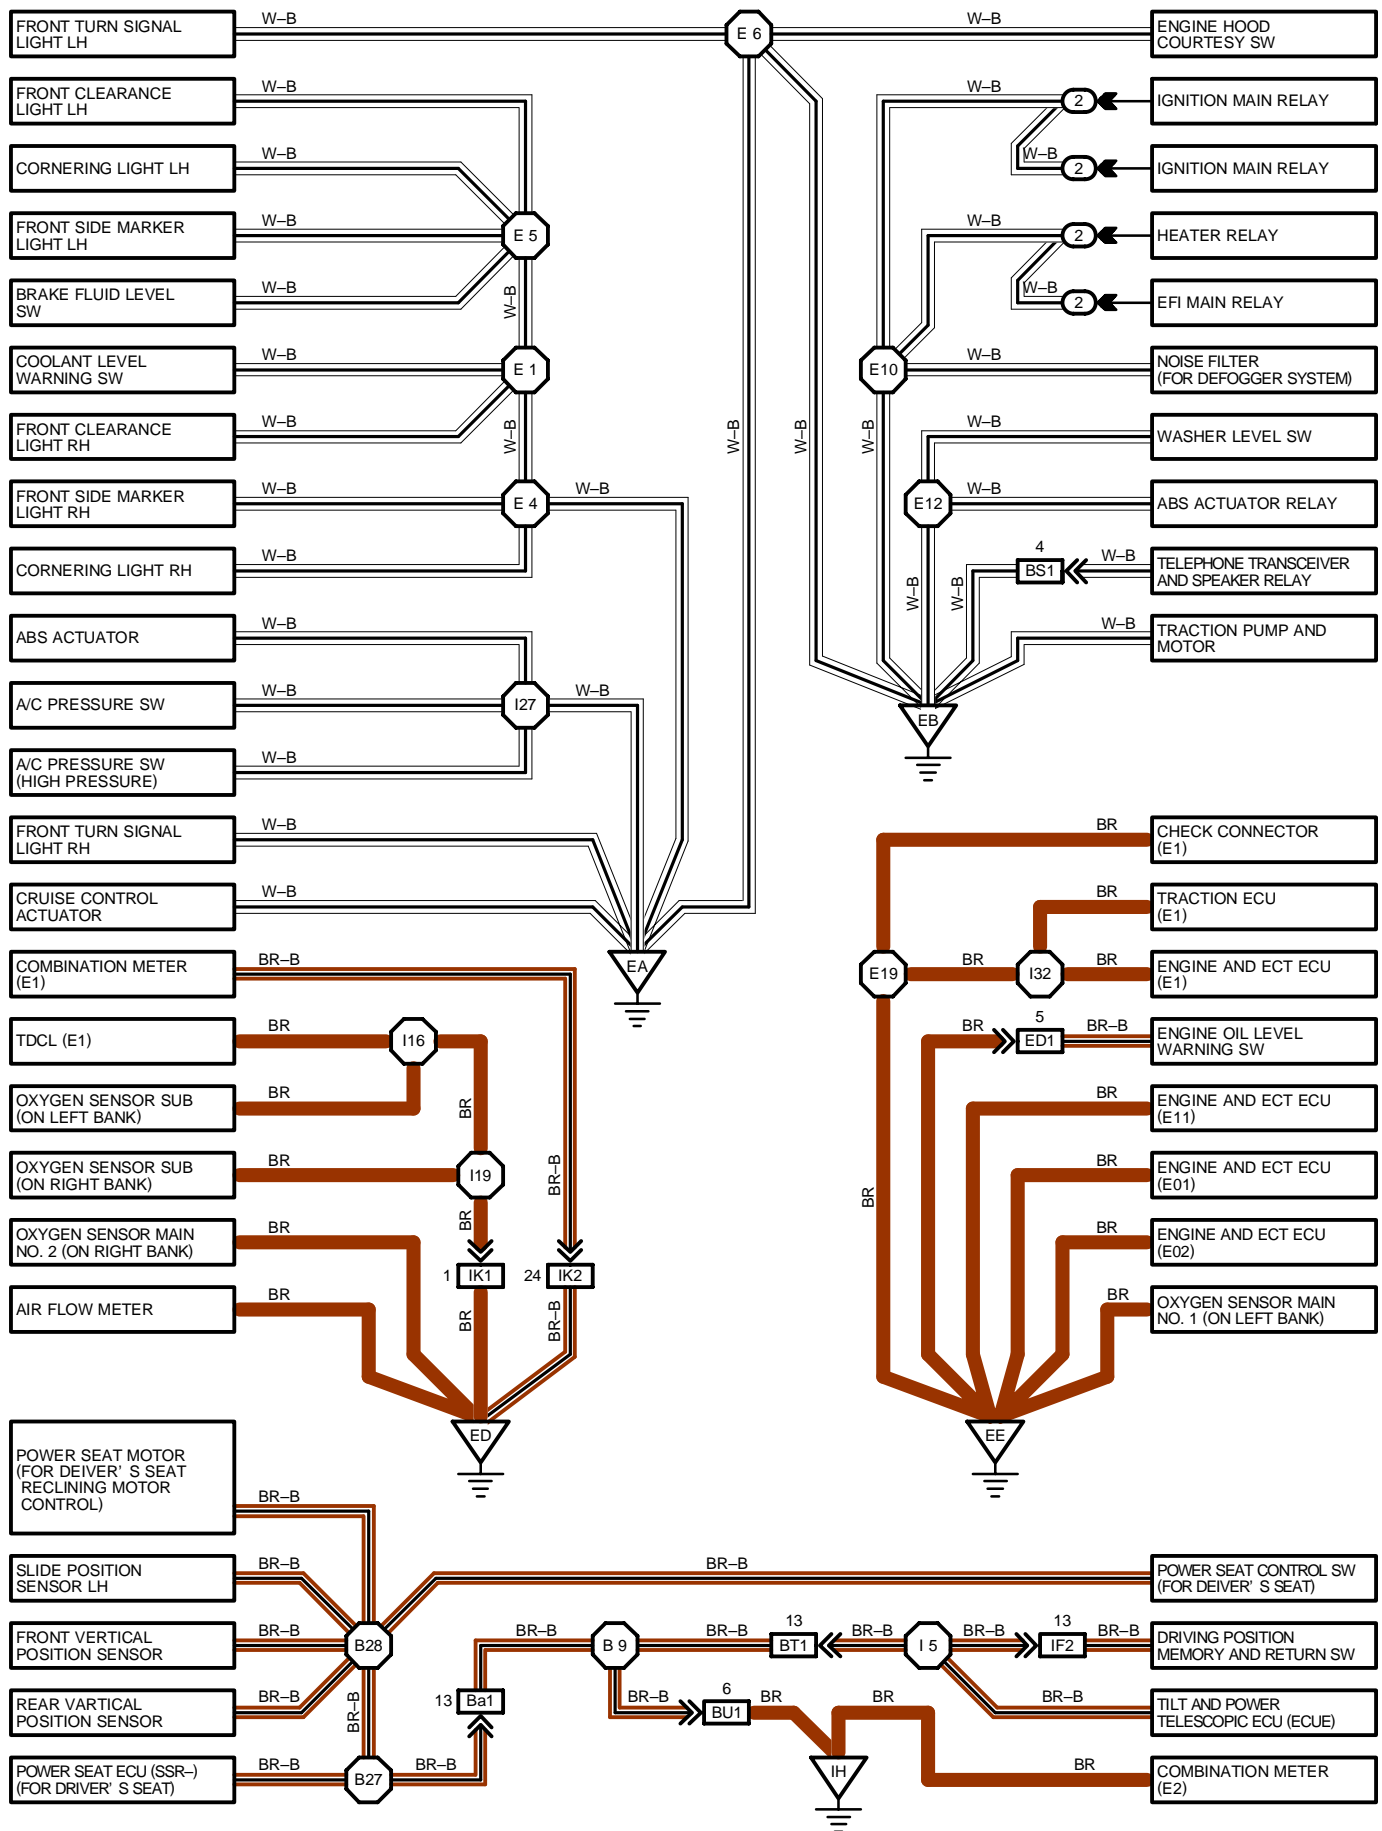 FRONT TURN SIGNAL
LIGHT LH
W–B
E 6
W–B
ENGINE HOOD
COURTESY SW
FRONT CLEARANCE
LIGHT LH
W–B
W–B
2
IGNITION MAIN RELAY
CORNERING LIGHT LH
W–B
W–B
2
IGNITION MAIN RELAY
FRONT SIDE MARKER
LIGHT LH
W–B
E 5
W–B
2
HEATER RELAY
BRAKE FLUID LEVEL
SW
W–B
W–B
W–B
2
EFI MAIN RELAY
COOLANT LEVEL
WARNING SW
W–B
E 1
E10
W–B
NOISE FILTER
(FOR DEFOGGER SYSTEM)
FRONT CLEARANCE
LIGHT RH
W–B
W–B
W–B
W–B
W–B
W–B
WASHER LEVEL SW
FRONT SIDE MARKER
LIGHT RH
W–B
E 4
W–B
E12
W–B
ABS ACTUATOR RELAY
CORNERING LIGHT RH
W–B
W–B
W–B
4
BS1
W–B
TELEPHONE TRANSCEIVER
AND SPEAKER RELAY
ABS ACTUATOR
W–B
W–B
TRACTION PUMP AND
MOTOR
A/C PRESSURE SW
W–B
I27
W–B
EB
A/C PRESSURE SW
(HIGH PRESSURE)
W–B
FRONT TURN SIGNAL
LIGHT RH
W–B
BR
CHECK CONNECTOR
(E1)
CRUISE CONTROL
ACTUATOR
W–B
BR
TRACTION ECU
(E1)
COMBINATION METER
(E1)
BR–B
EA
E19
BR
I32
BR
ENGINE AND ECT ECU
(E1)
TDCL (E1)
BR
I16
BR
5
ED1
BR–B
ENGINE OIL LEVEL
WARNING SW
OXYGEN SENSOR SUB
(ON LEFT BANK)
BR
BR
BR
ENGINE AND ECT ECU
(E11)
OXYGEN SENSOR SUB
(ON RIGHT BANK)
BR
I19
BR–B
BR
BR
ENGINE AND ECT ECU
(E01)
OXYGEN SENSOR MAIN
NO. 2 (ON RIGHT BANK)
BR
BR
BR
ENGINE AND ECT ECU
(E02)
1
IK1
24
IK2
AIR FLOW METER
BR
BR
BR–B
BR
OXYGEN SENSOR MAIN
NO. 1 (ON LEFT BANK)
ED
EE
POWER SEAT MOTOR
(FOR DEIVER' S SEAT
RECLINING MOTOR
CONTROL)
BR–B
SLIDE POSITION
SENSOR LH
BR–B
BR–B
POWER SEAT CONTROL SW
(FOR DEIVER' S SEAT)
FRONT VERTICAL
POSITION SENSOR
BR–B
B28
BR–B
B 9
BR–B
13
BT1
BR–B
I 5
BR–B
13
IF2
BR–B
DRIVING POSITION
MEMORY AND RETURN SW
REAR VARTICAL
POSITION SENSOR
BR–B
BR–B
13
Ba1
BR–B
6
BU1
BR
BR
BR–B
TILT AND POWER
TELESCOPIC ECU (ECUE)
POWER SEAT ECU (SSR–)
(FOR DRIVER' S SEAT)
BR–B
B27
BR–B
IH
BR
COMBINATION METER
(E2)